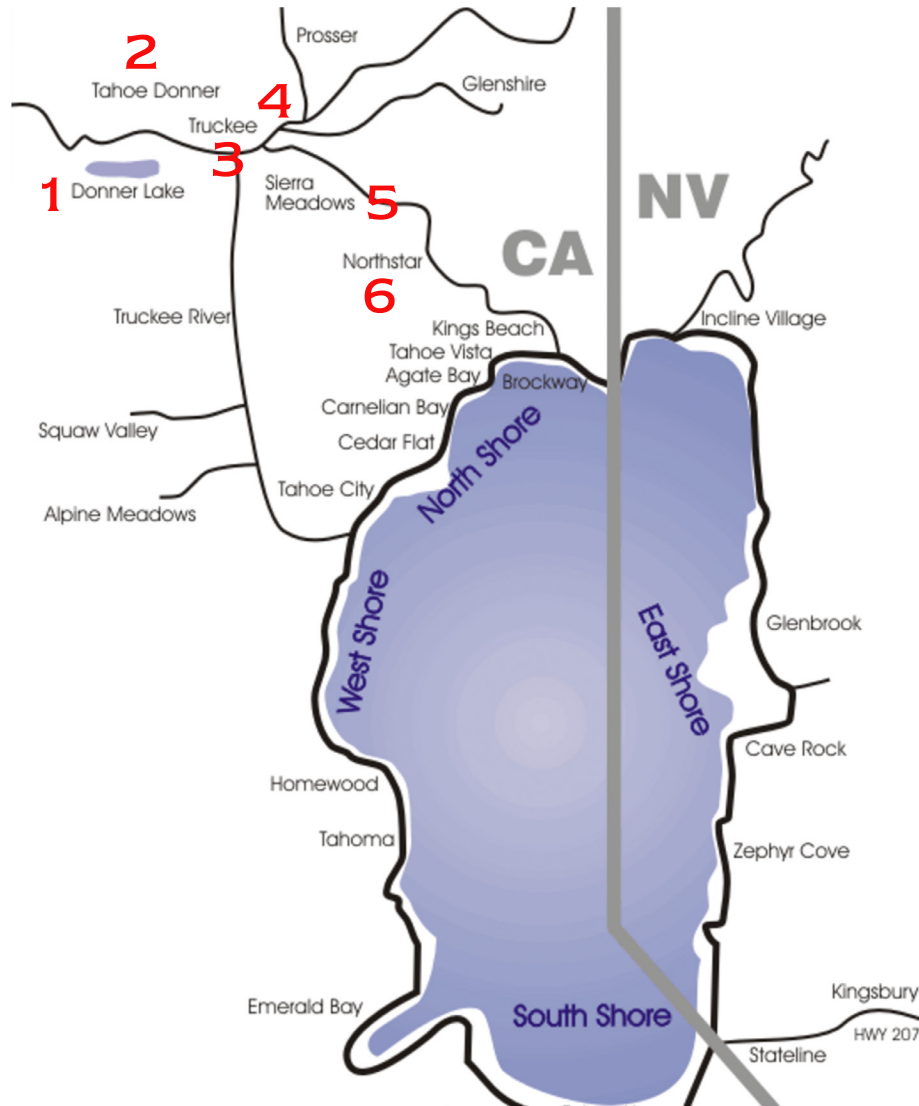 Prosser
2
Tahoe Donner
Glenshire
4
Truckee
3
1
Donner Lake
Sierra
Meadows
5
NV
CA
Northstar
6
Truckee River
Incline Village
Kings Beach
Tahoe Vista
Agate Bay
Brockway
Carnelian Bay
Squaw Valley
Cedar Flat
North Shore
Tahoe City
Alpine Meadows
West Shore
East Shore
Glenbrook
Cave Rock
Homewood
Tahoma
Zephyr Cove
Emerald Bay
South Shore
Kingsbury
HWY 207
Stateline